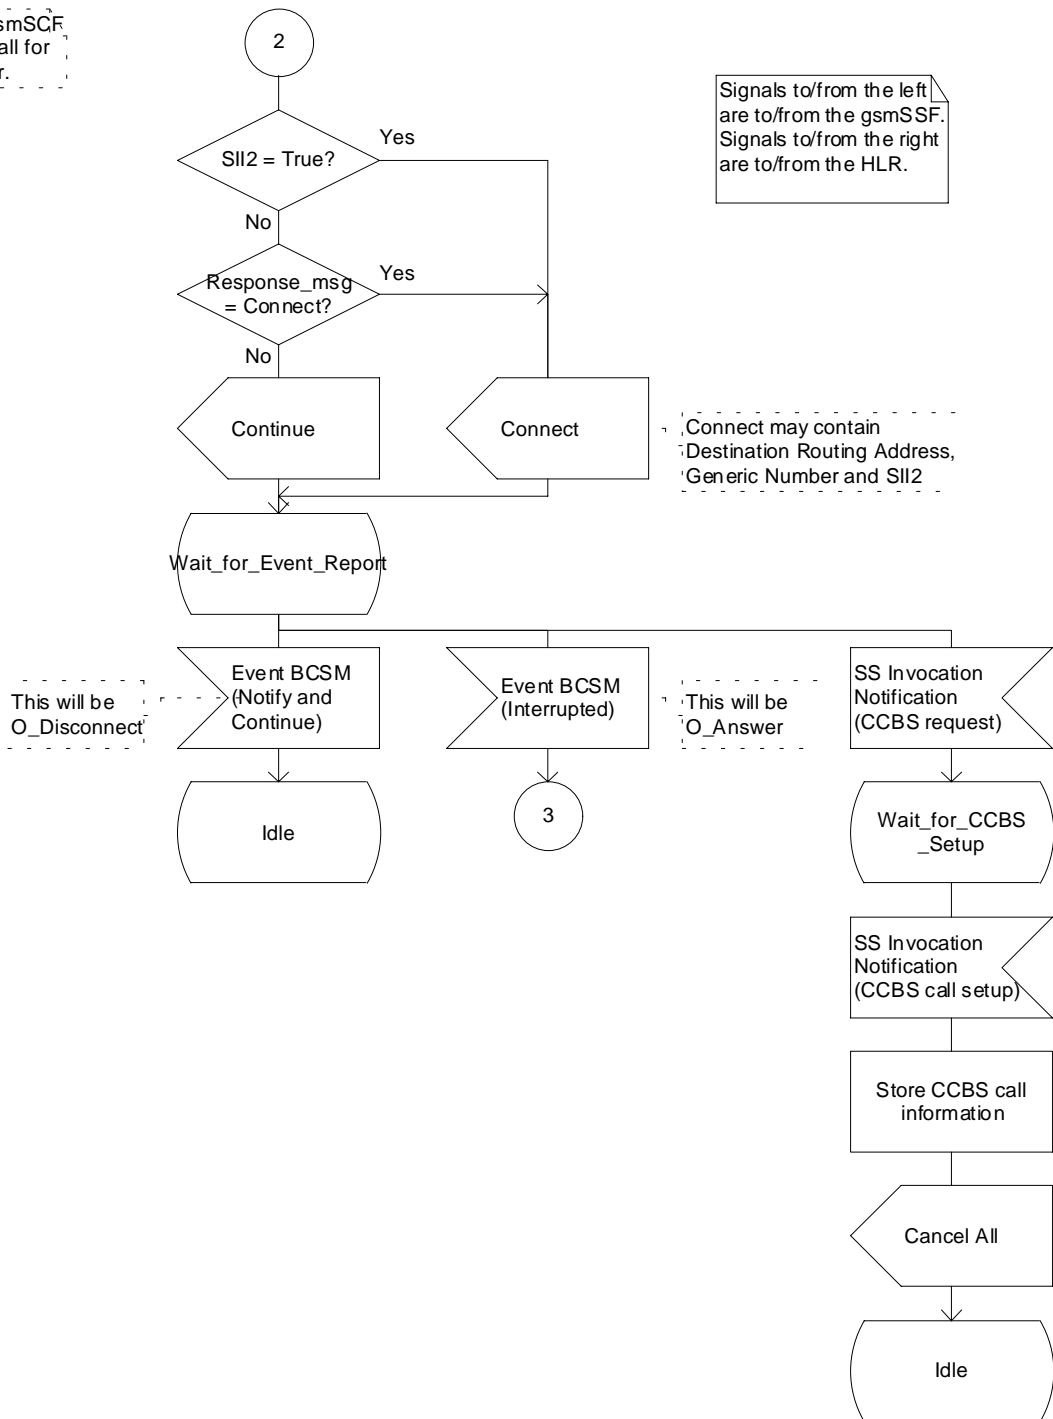 smSCF
all for
r.
2
Signals to/from the left
are to/from the gsmSSF.
Signals to/from the right
are to/from the HLR.
SII2 = True?
Yes
No
Response_msg
= Connect?
Yes
No
Continue
Connect
Connect may contain
Destination Routing Address,
Generic Number and SII2
Wait_for_Event_Report
This will be
O_Disconnect
Event BCSM
(Notify and
Continue)
Event BCSM
(Interrupted)
This will be
O_Answer
SS Invocation
Notification
(CCBS request)
Idle
3
Wait_for_CCBS
_Setup
SS Invocation
Notification
(CCBS call setup)
Store CCBS call
information
Cancel All
Idle